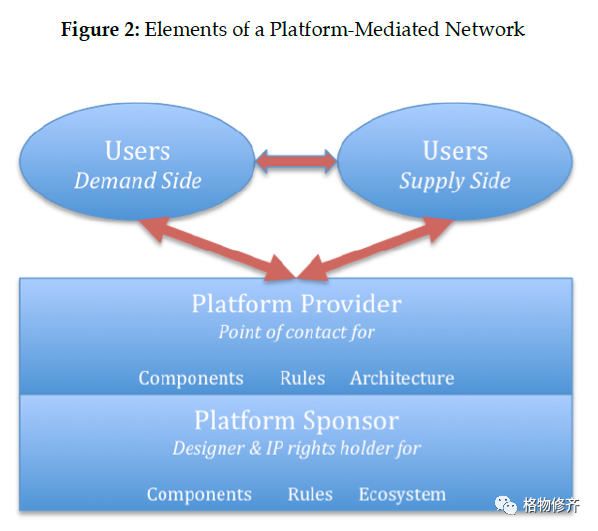 Figure 2: Elements of a Platform-Mediated Network
Users
Demand Side
Users
Supply Side
Platform Provider
Point of contact for
Components Rules Architecture
Platform Sponsor
Designer & IP rights holder for
Components Rules Ecosystem
格物修齐